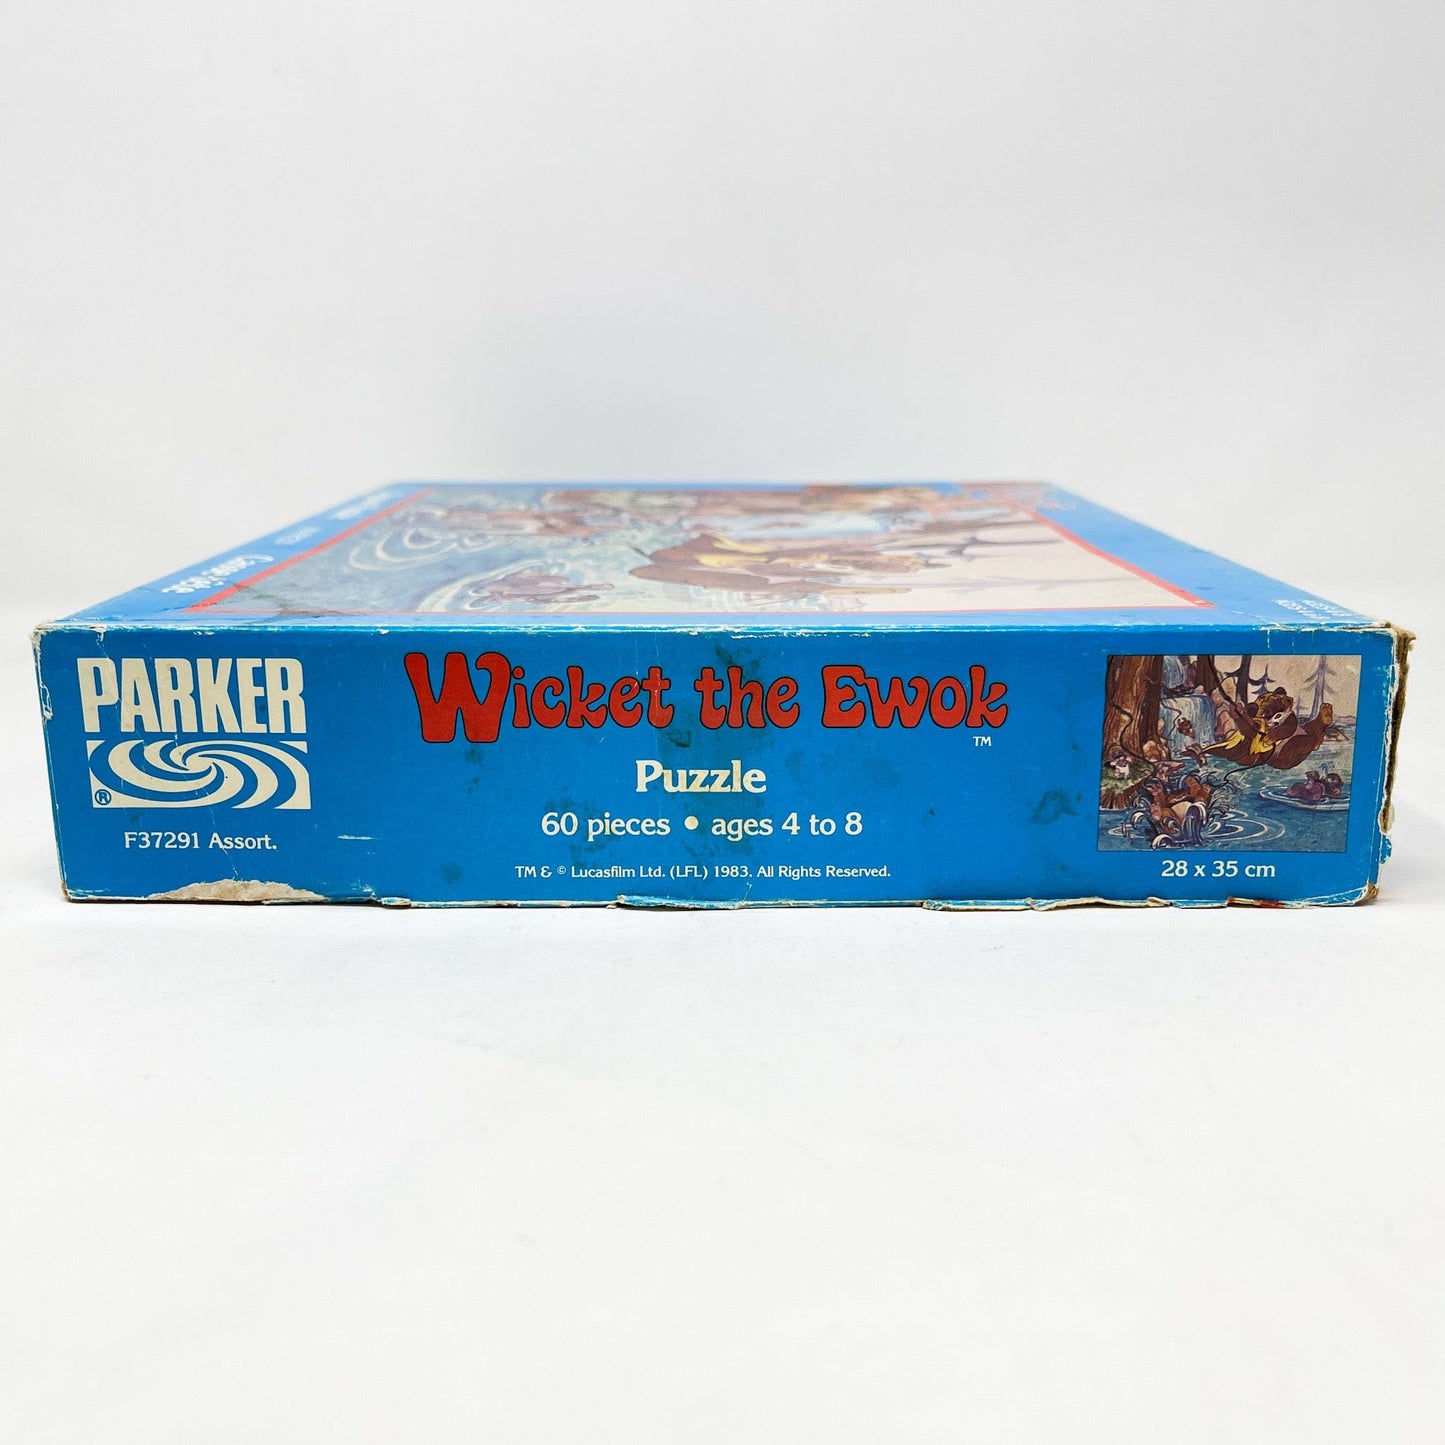 PARKER
®
F37291 Assort.
Wicket the Ewok
™
Puzzle
60 pieces • ages 4 to 8
TM & © Lucasfilm Ltd. (LFL) 1983. All Rights Reserved.
28 x 35 cm